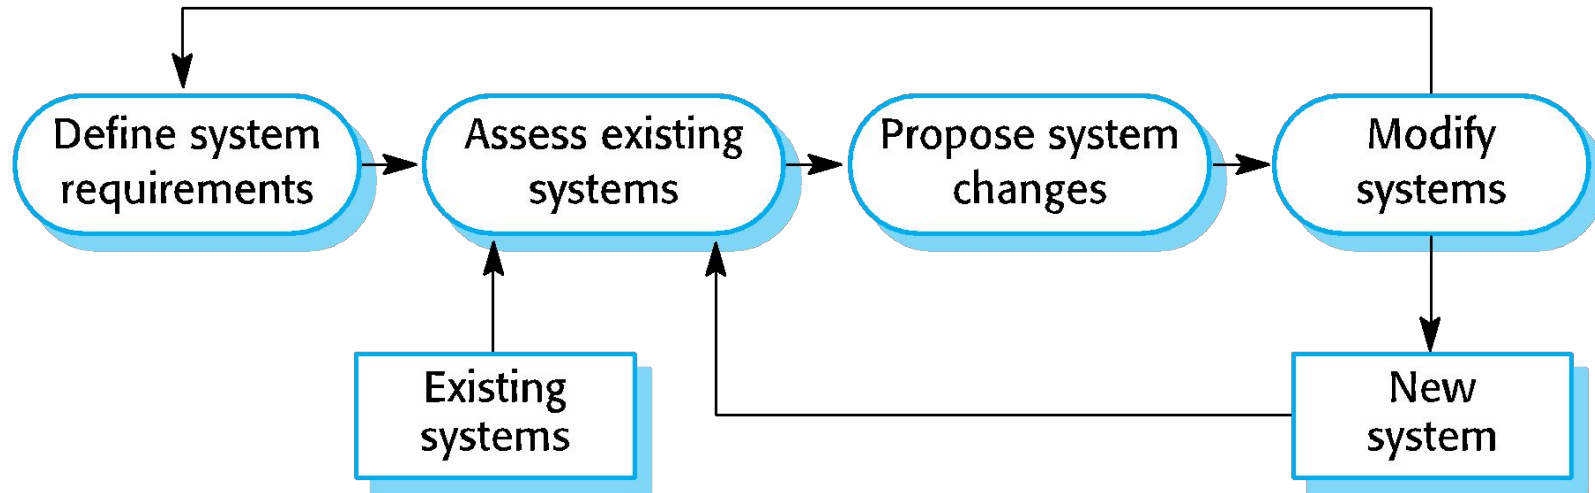 Define system
requirements
Assess existing
systems
Propose system
changes
Modify
systems
Existing
systems
New
system